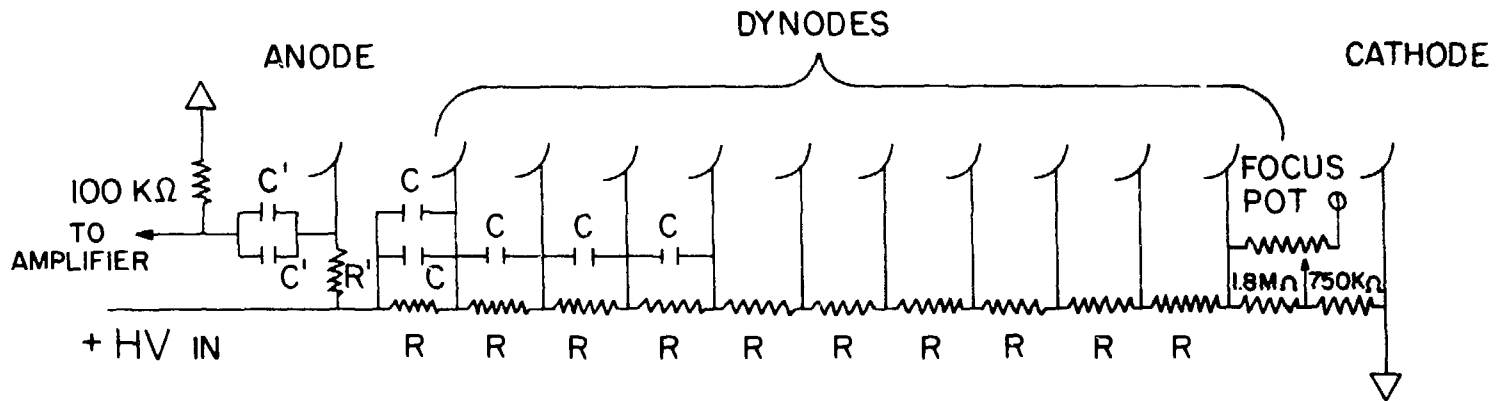 DYNODES
ANODE
CATHODE
100 KΩ
C'
C
FOCUS
POT
TO
AMPLIFIER
C
C
C
C'
R'
C
1.8MΩ
750KΩ
+ HV IN
R R R R R R R R R R